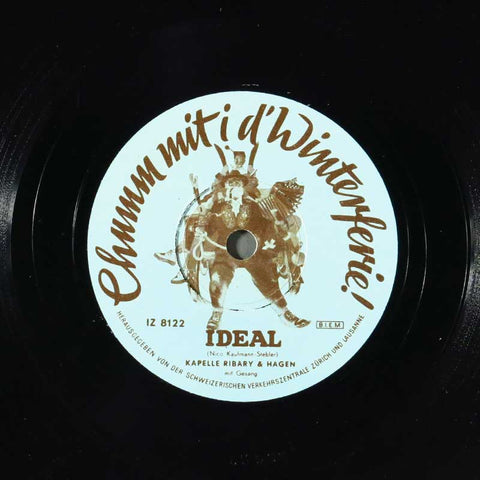 Chumm mit i d'Winterferie!
IZ 8122
B.I.E.M
IDEAL
(Nico Kaufmann-Stebler)
KAPELLE RIBARY & HAGEN
mit Gesang
HERAUSGEGEBEN VON DER SCHWEIZERISCHEN VERKEHRSZENTRALE ZÜRICH UND LAUSANNE